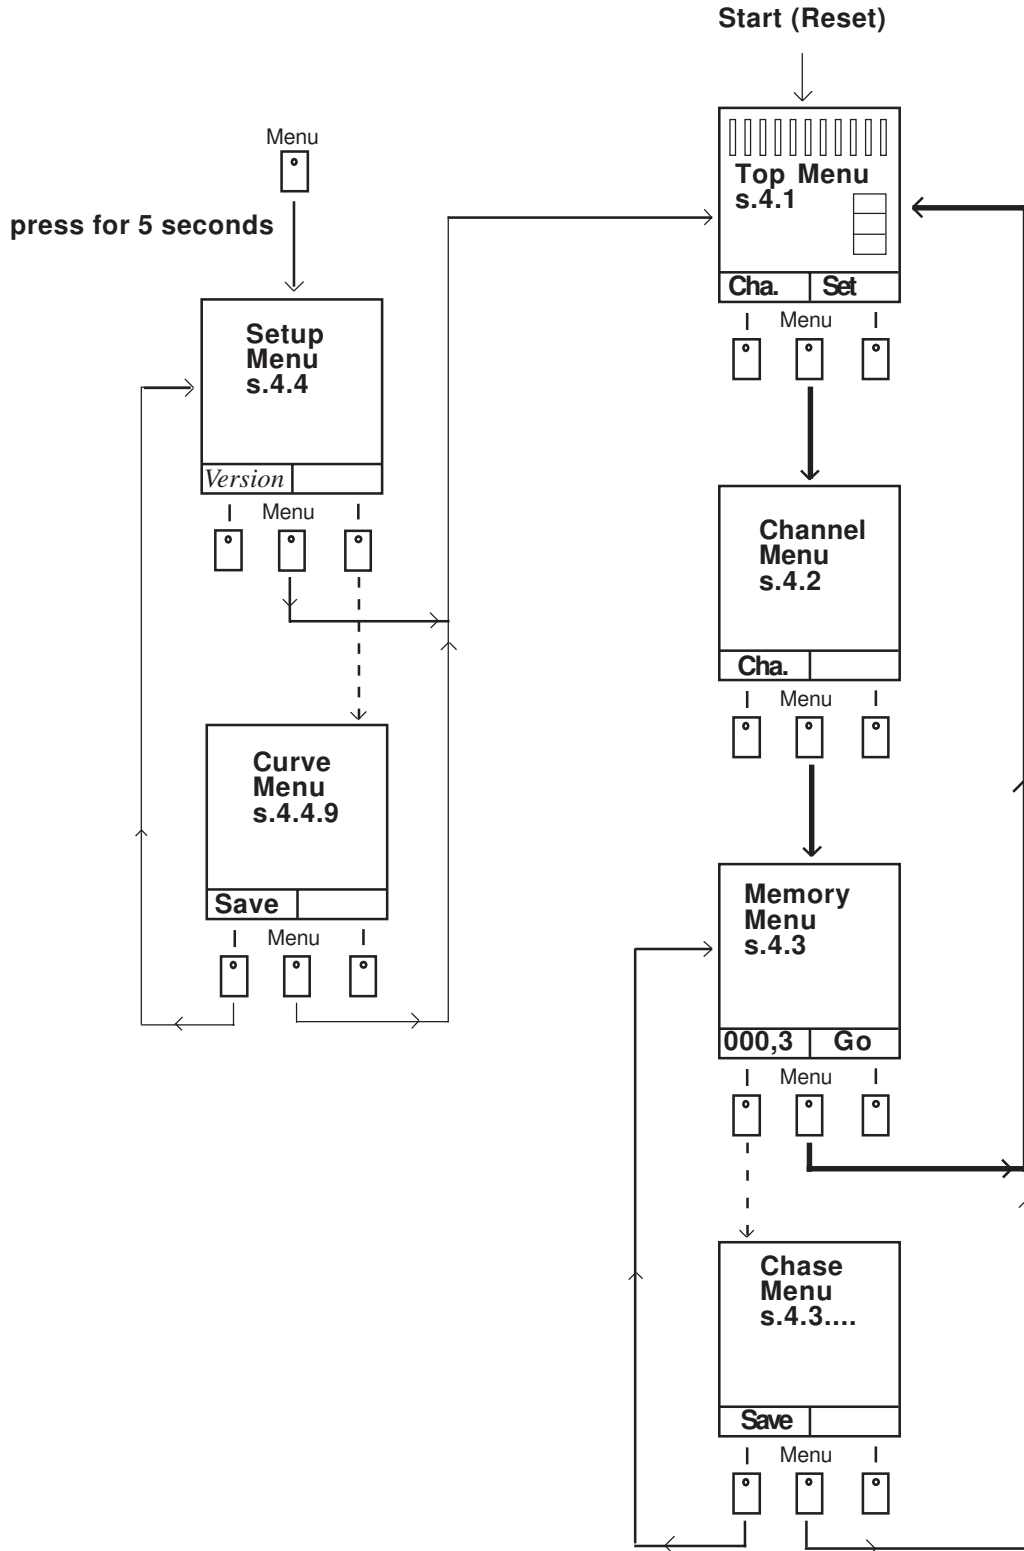 Start (Reset)
Menu
press for 5 seconds
Top Menu
s.4.1
Cha. Set
Menu
Setup
Menu
s.4.4
Version
Menu
Channel
Menu
s.4.2
Cha.
Menu
Curve
Menu
s.4.4.9
Save
Menu
Memory
Menu
s.4.3
000,3 Go
Menu
Chase
Menu
s.4.3....
Save
Menu